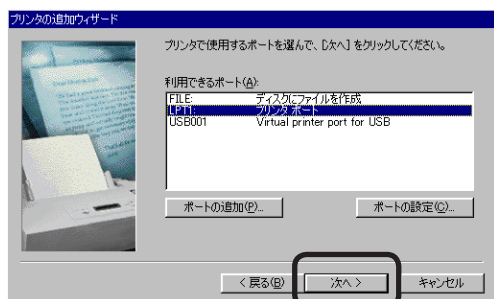 プリンタの追加ウィザード
プリンタで使用するポートを選んで、[次へ] をクリックしてください。
利用できるポート(A):
FILE: ディスクにファイルを作成
LPT1: プリンタ ポート
USB001 Virtual printer port for USB
ポートの追加(P)... ポートの設定(C)...
< 戻る(B) 次へ > キャンセル